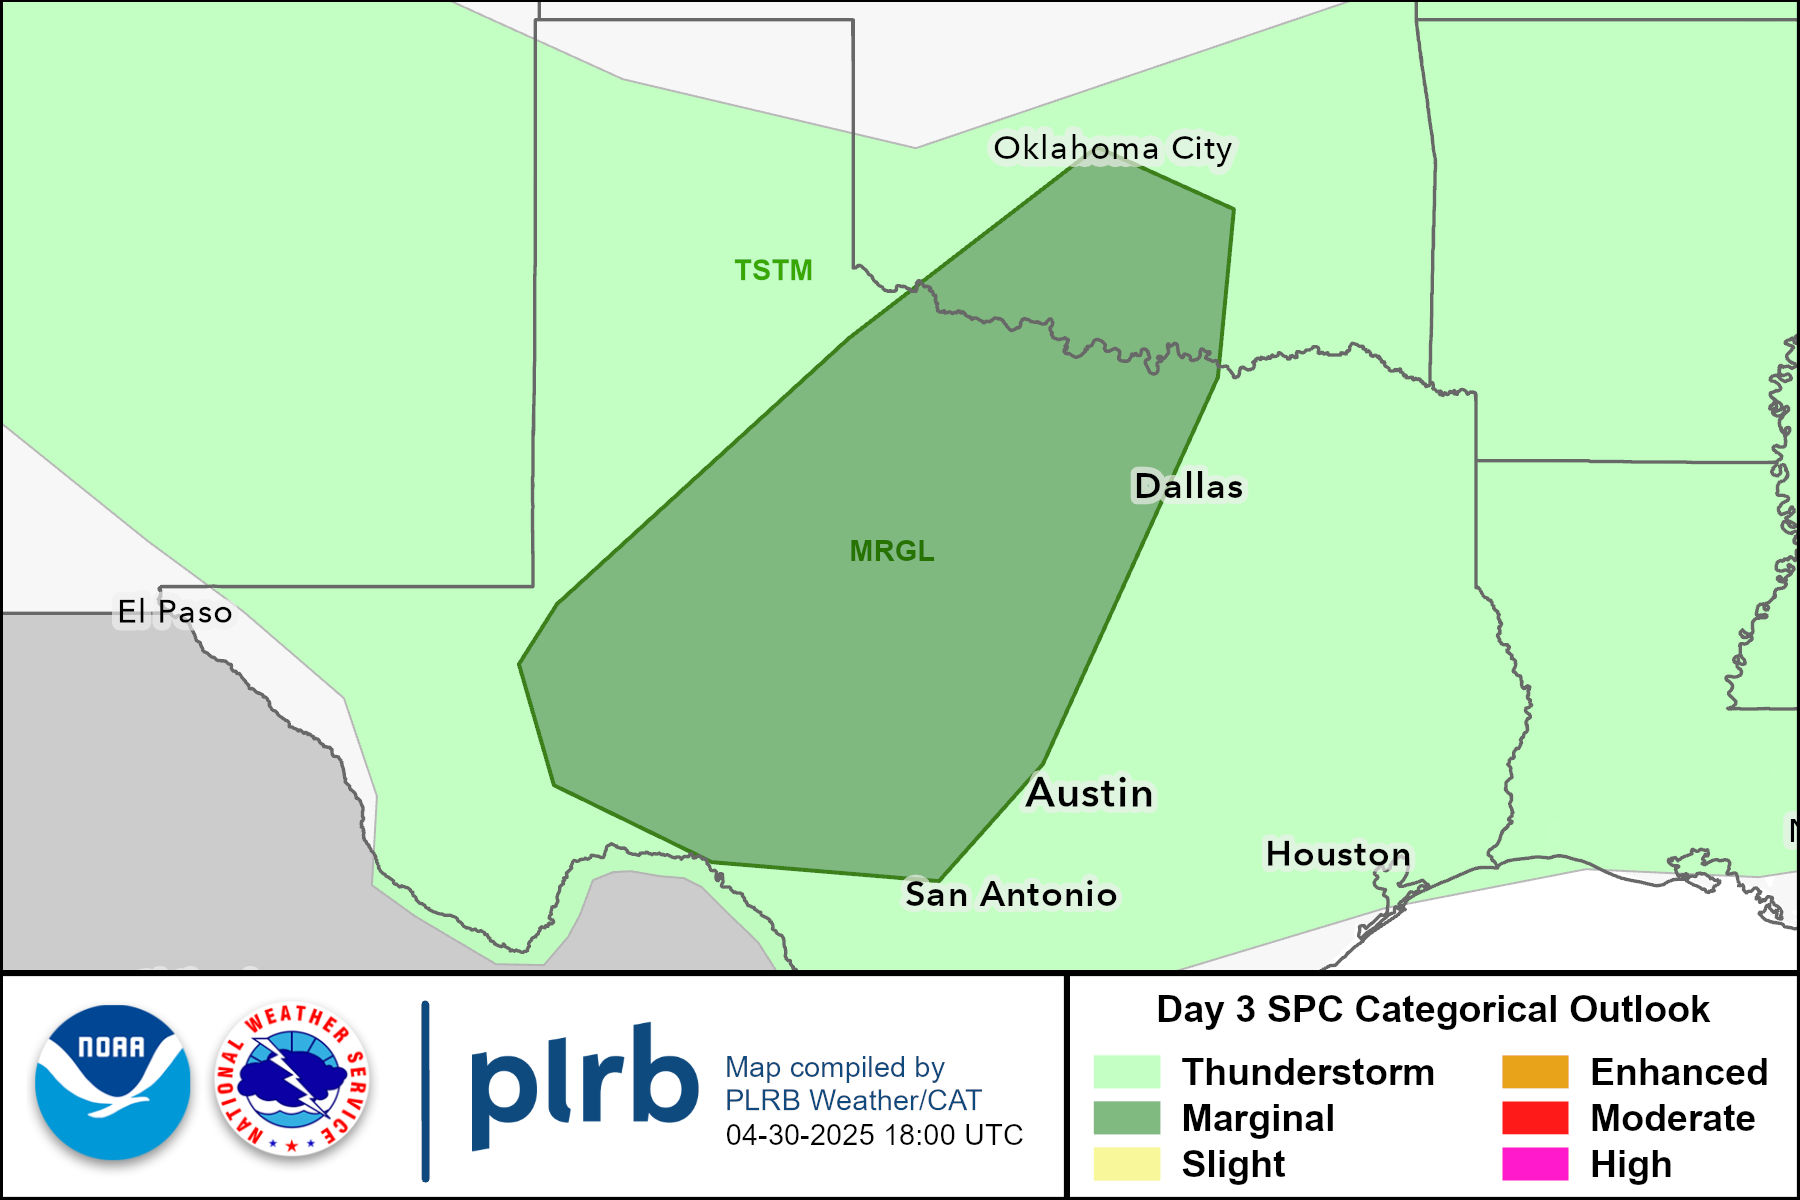 Oklahoma City
TSTM
Dallas
MRGL
El Paso
Austin
Houston
San Antonio
NOAA
NATIONAL WEATHER SERVICE
plrb
Map compiled by
PLRB Weather/CAT
04-30-2025 18:00 UTC
Day 3 SPC Categorical Outlook
Thunderstorm
Enhanced
Marginal
Moderate
Slight
High